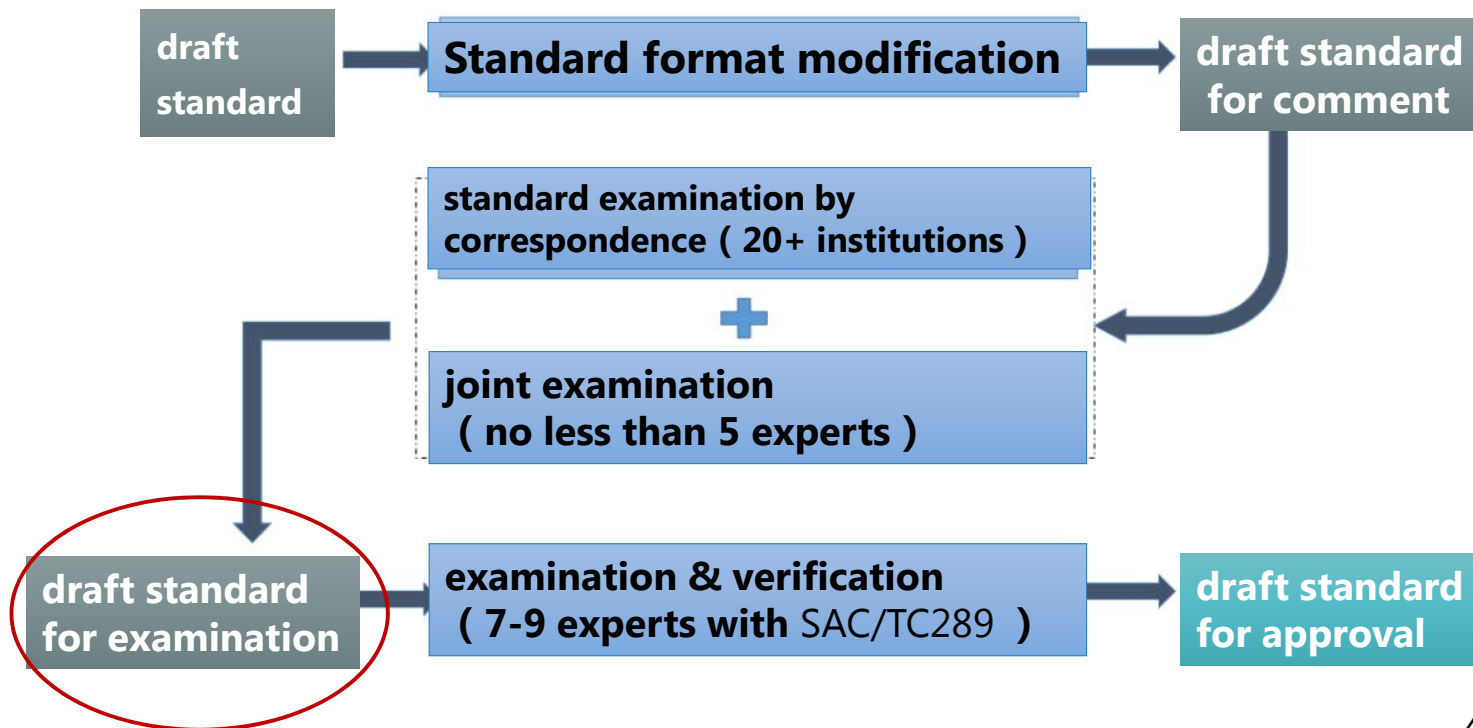 draft
standard
Standard format modification
draft standard
for comment
standard examination by
correspondence ( 20+ institutions )
+
joint examination
( no less than 5 experts )
draft standard
for examination
examination & verification
( 7-9 experts with SAC/TC289 )
draft standard
for approval